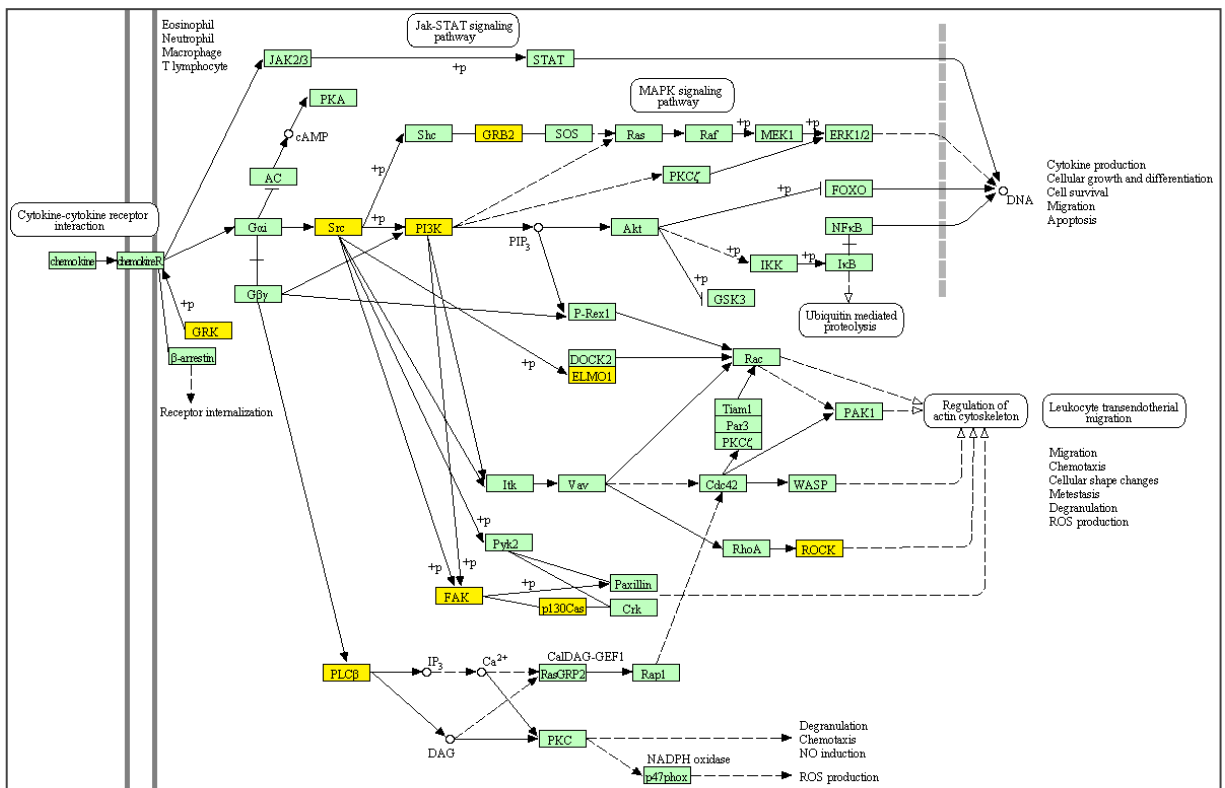 Eosinophil
Neutrophil
Macrophage
T lymphocyte
Jak-STAT signaling
pathway
JAK2/3
+p
STAT
PKA
cAMP
AC
MAPK signaling
pathway
Shc
GRB2
SOS
Ras
Raf
+p
MEK1
+p
ERK1/2
+p
PKCζ
+p
FOXO
DNA
Cytokine production
Cellular growth and differentiation
Cell survival
Migration
Apoptosis
Cytokine-cytokine receptor
interaction
chemokine
chemokineR
Gαi
Src
+p
PI3K
PIP3
Akt
NFκB
IKK
+p
IκB
+p
+p
GSK3
Ubiquitin mediated
proteolysis
Gβγ
+p
GRK
β-arrestin
Receptor internalization
P-Rex1
+p
DOCK2
ELMO1
Rac
Tiam1
Par3
PKCζ
PAK1
Regulation of
actin cytoskeleton
Leukocyte transendotherial
migration
Migration
Chemotaxis
Cellular shape changes
Metestasis
Degranulation
ROS production
Itk
Vav
Cdc42
WASP
+p
Pyk2
RhoA
ROCK
+p
+p
+p
FAK
Paxillin
p130Cas
Crk
PLCβ
IP3
Ca2+
CalDAG-GEF1
RasGRP2
Rap1
DAG
PKC
Degranulation
Chemotaxis
NO induction
NADPH oxidase
p47phox
ROS production